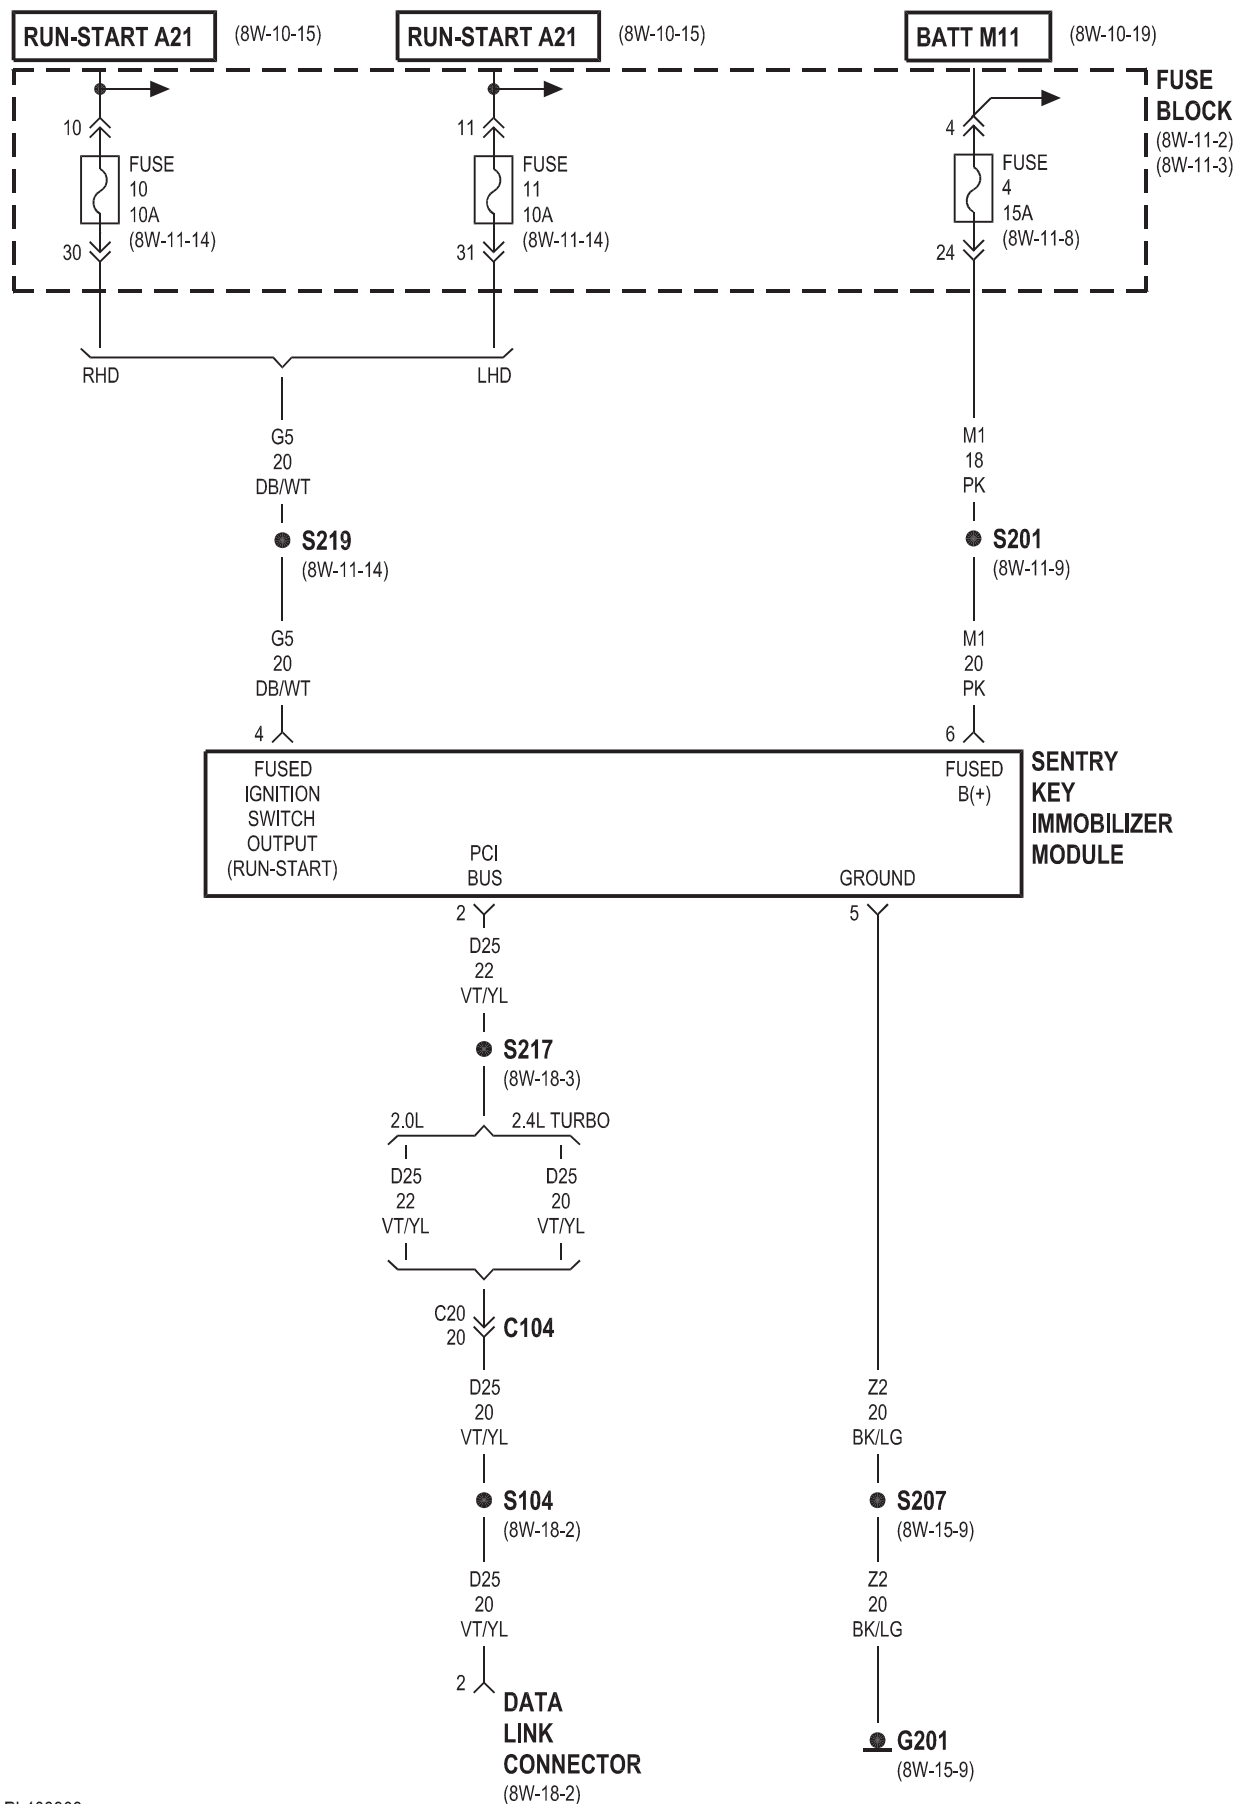 RUN-START A21 (8W-10-15) RUN-START A21 (8W-10-15) BATT M11 (8W-10-19)
FUSE
BLOCK
(8W-11-2)
(8W-11-3)
10
FUSE
10
10A
(8W-11-14)
30
11
FUSE
11
10A
(8W-11-14)
31
4
FUSE
4
15A
(8W-11-8)
24
RHD LHD
G5
20
DB/WT
S219
(8W-11-14)
G5
20
DB/WT
4
M1
18
PK
S201
(8W-11-9)
M1
20
PK
6
FUSED
IGNITION
SWITCH
OUTPUT
(RUN-START)
PCI
BUS
GROUND
FUSED
B(+)
SENTRY
KEY
IMMOBILIZER
MODULE
2
D25
22
VT/YL
S217
(8W-18-3)
2.0L 2.4L TURBO
D25
22
VT/YL
D25
20
VT/YL
C20
20
C104
D25
20
VT/YL
S104
(8W-18-2)
D25
20
VT/YL
2
DATA
LINK
CONNECTOR
(8W-18-2)
5
Z2
20
BK/LG
S207
(8W-15-9)
Z2
20
BK/LG
G201
(8W-15-9)